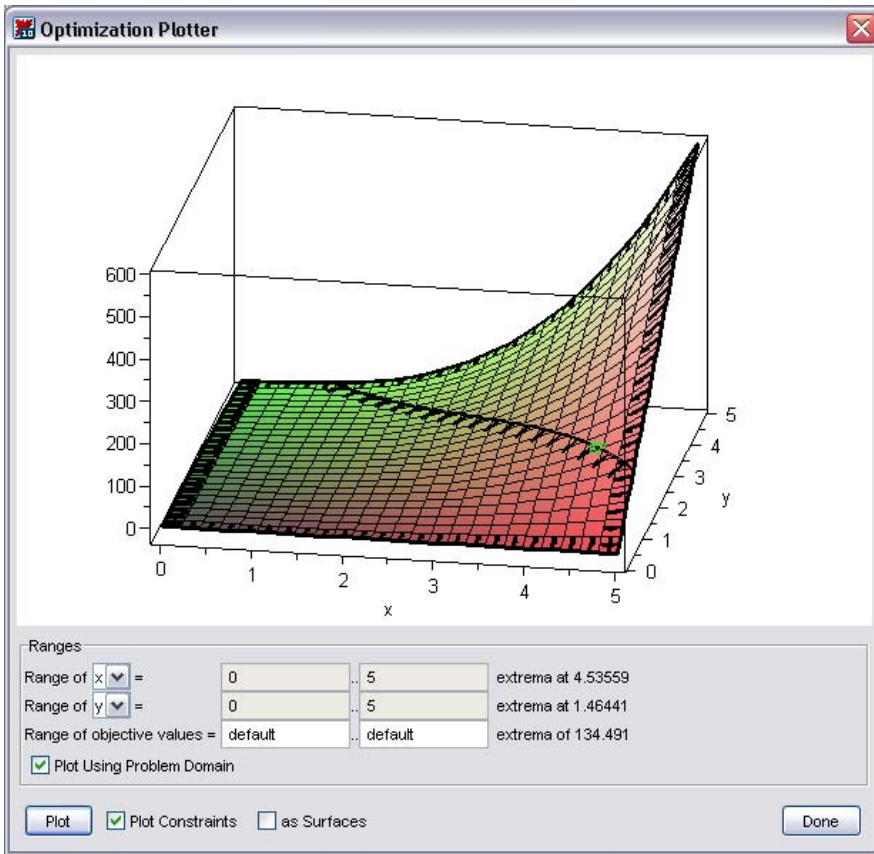 Optimization Plotter
600
500
400
300
200
100
0
0
1
2
3
4
5
x
0
1
2
3
4
5
y
Ranges
Range of x = 0 .. 5 extrema at 4.53559
Range of y = 0 .. 5 extrema at 1.46441
Range of objective values = default .. default extrema of 134.491
Plot Using Problem Domain
Plot Plot Constraints as Surfaces Done